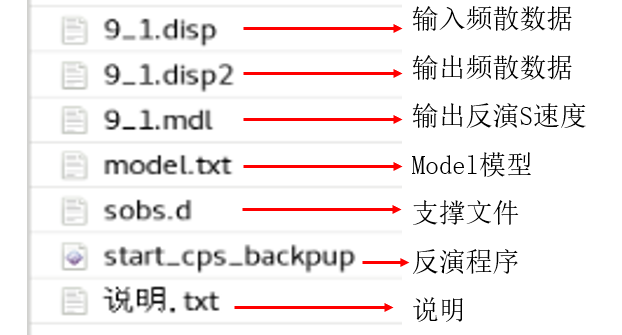 9_1.disp 输入频散数据
9_1.disp2 输出频散数据
9_1.mdl 输出反演S速度
model.txt Model模型
sobs.d 支撑文件
start_cps_backpup 反演程序
说明.txt 说明